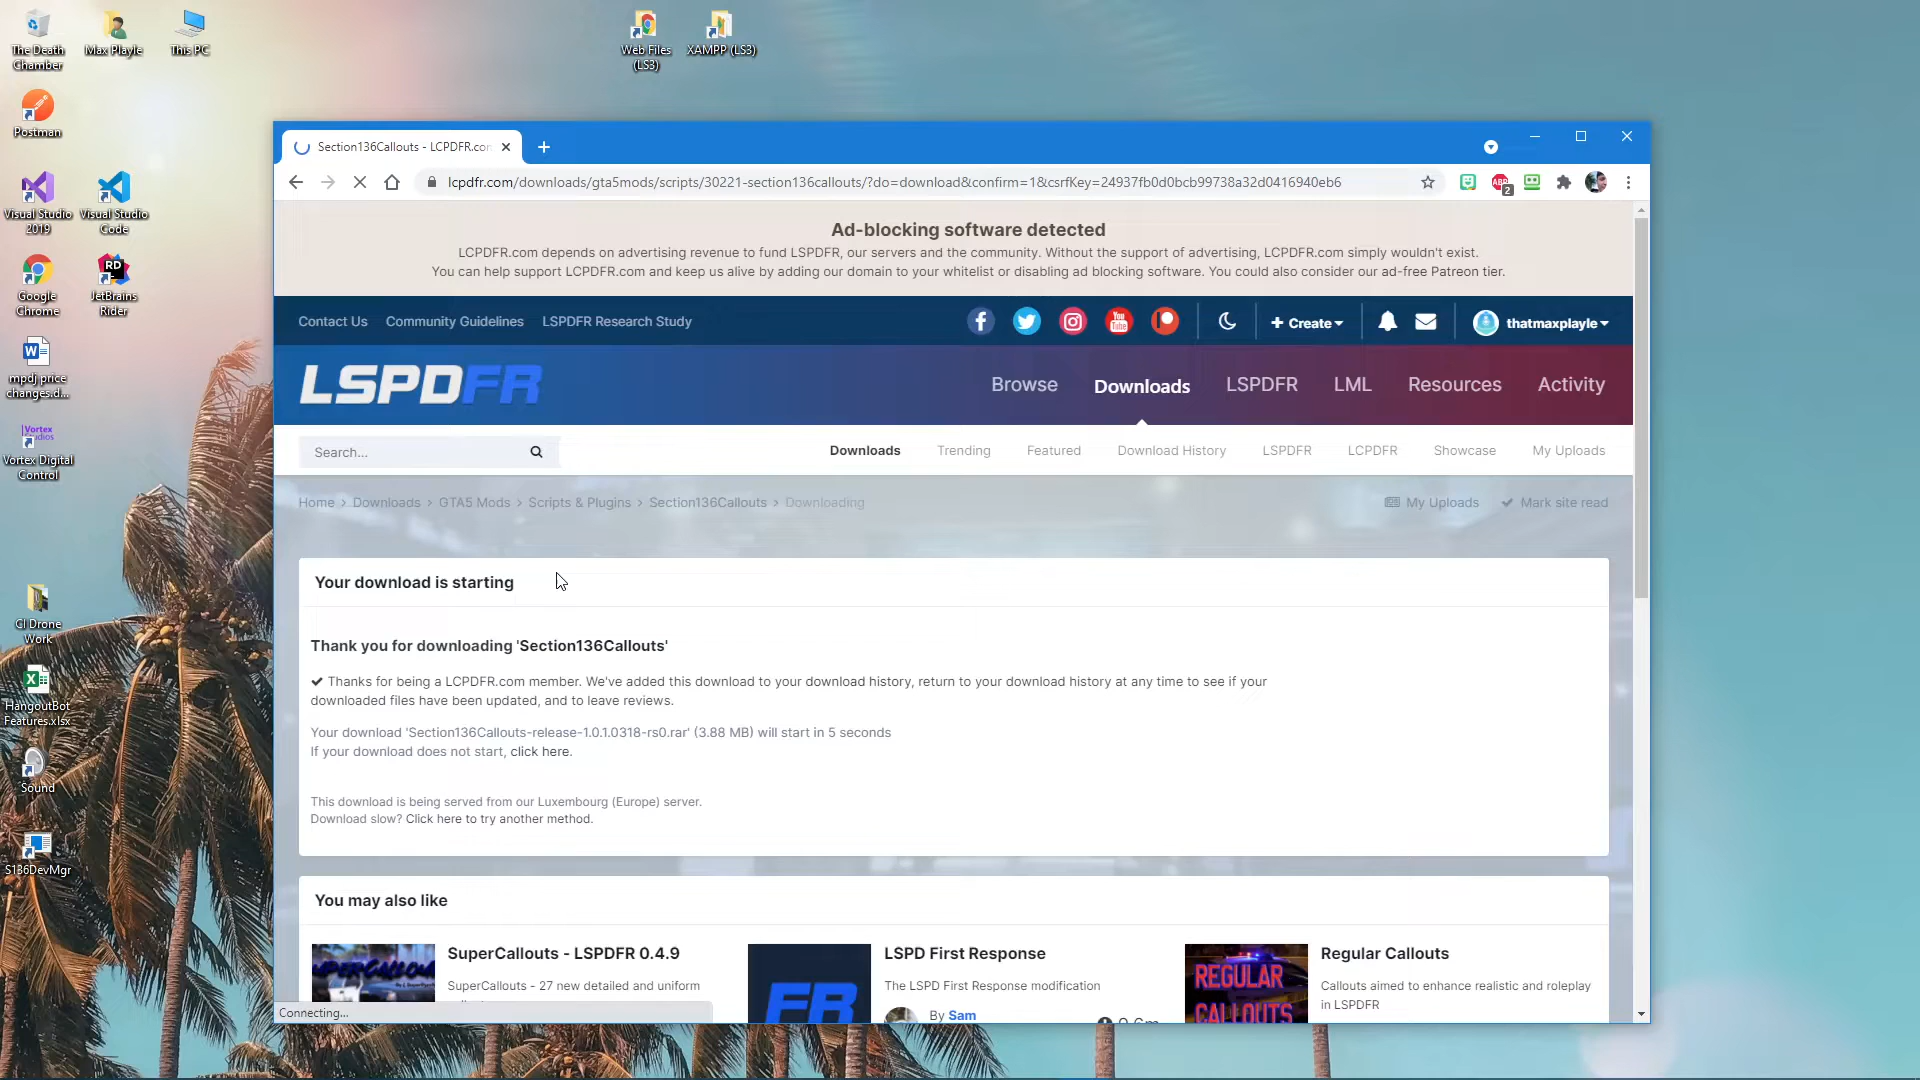 The Death
Chamber
Max Playle
This PC
Web Files
(LS3)
XAMPP (LS3)
Postman
Visual Studio
2019
Visual Studio
Code
Google
Chrome
RD
JetBrains
Rider
mpdj price
changes.d...
Vortex
Vortex Digital
Control
CI Drone
Work
HangoutBot
Features.xlsx
Sound
S136DevMgr
Section136Callouts - LCPDFR.con
lcpdfr.com/downloads/gta5mods/scripts/30221-section136callouts/?do=download&confirm=1&csrfKey=24937fb0d0bcb99738a32d0416940eb6
ABP
2
Ad-blocking software detected
LCPDFR.com depends on advertising revenue to fund LSPDFR, our servers and the community. Without the support of advertising, LCPDFR.com simply wouldn't exist.
You can help support LCPDFR.com and keep us alive by adding our domain to your whitelist or disabling ad blocking software. You could also consider our ad-free Patreon tier.
Contact Us Community Guidelines LSPDFR Research Study
You
Tube
+ Create
thatmaxplayle
LSPDFR
Browse Downloads LSPDFR LML Resources Activity
Search...
Downloads Trending Featured Download History LSPDFR LCPDFR Showcase My Uploads
Home > Downloads > GTA5 Mods > Scripts & Plugins > Section136Callouts > Downloading
My Uploads Mark site read
Your download is starting
Thank you for downloading 'Section136Callouts'
✔ Thanks for being a LCPDFR.com member. We've added this download to your download history, return to your download history at any time to see if your
downloaded files have been updated, and to leave reviews.
Your download 'Section136Callouts-release-1.0.1.0318-rs0.rar' (3.88 MB) will start in 5 seconds
If your download does not start, click here.
This download is being served from our Luxembourg (Europe) server.
Download slow? Click here to try another method.
You may also like
SuperCallouts - LSPDFR 0.4.9
SuperCallouts - 27 new detailed and uniform
LSPD First Response
The LSPD First Response modification
By Sam
FR
REGULAR
CALLOUTS
Regular Callouts
Callouts aimed to enhance realistic and roleplay
in LSPDFR
Connecting...